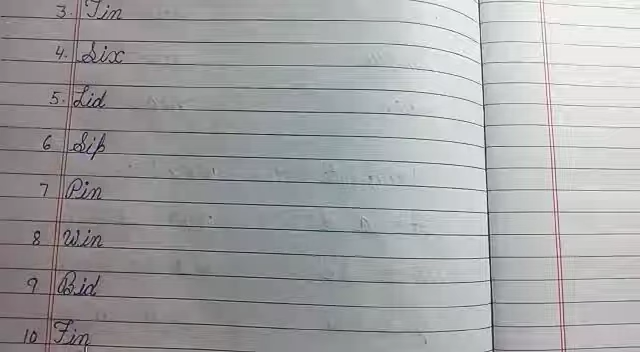 3. Tin
4. Six
5. Lid
6 Sip
7 Pin
8 Win
9 Bid
10 Fin